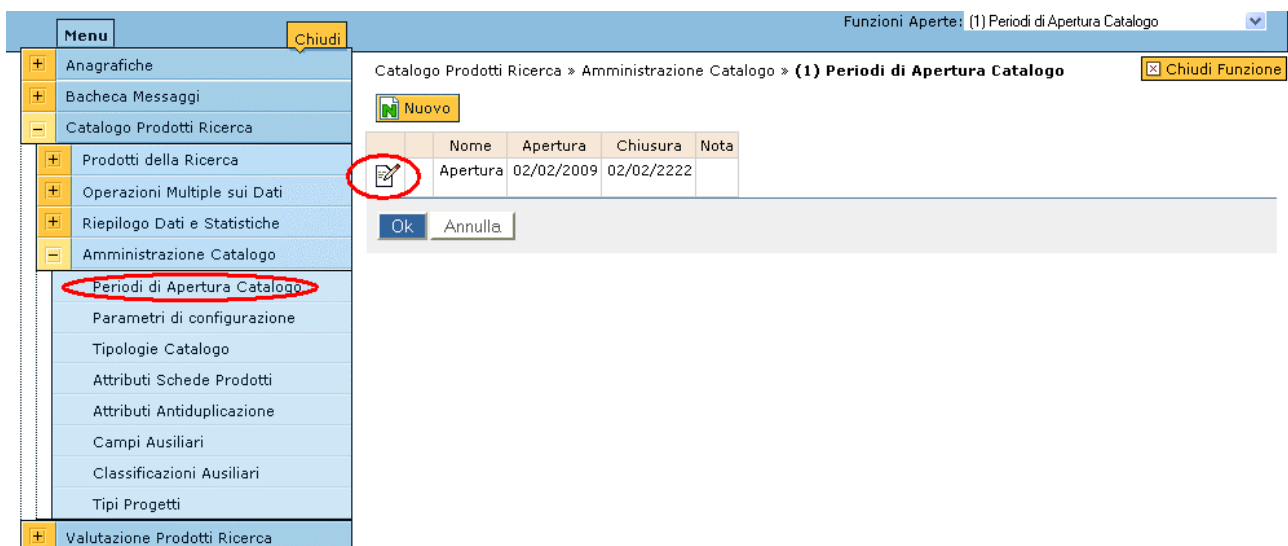 Funzioni Aperte: (1) Periodi di Apertura Catalogo
Menu
Chiudi
Anagrafiche
Bacheca Messaggi
Catalogo Prodotti Ricerca
Prodotti della Ricerca
Operazioni Multiple sui Dati
Riepilogo Dati e Statistiche
Amministrazione Catalogo
Periodi di Apertura Catalogo
Parametri di configurazione
Tipologie Catalogo
Attributi Schede Prodotti
Attributi Antiduplicazione
Campi Ausiliari
Classificazioni Ausiliari
Tipi Progetti
Valutazione Prodotti Ricerca
Catalogo Prodotti Ricerca » Amministrazione Catalogo » (1) Periodi di Apertura Catalogo
Chiudi Funzione
Nuovo
Nome Apertura Chiusura Nota
Apertura 02/02/2009 02/02/2222
Ok Annulla